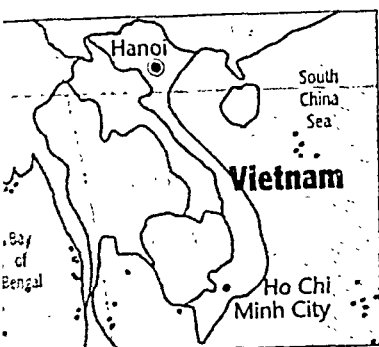 Hanoi
South
China
Sea
Vietnam
Bay
of
Bengal
Ho Chi
Minh City